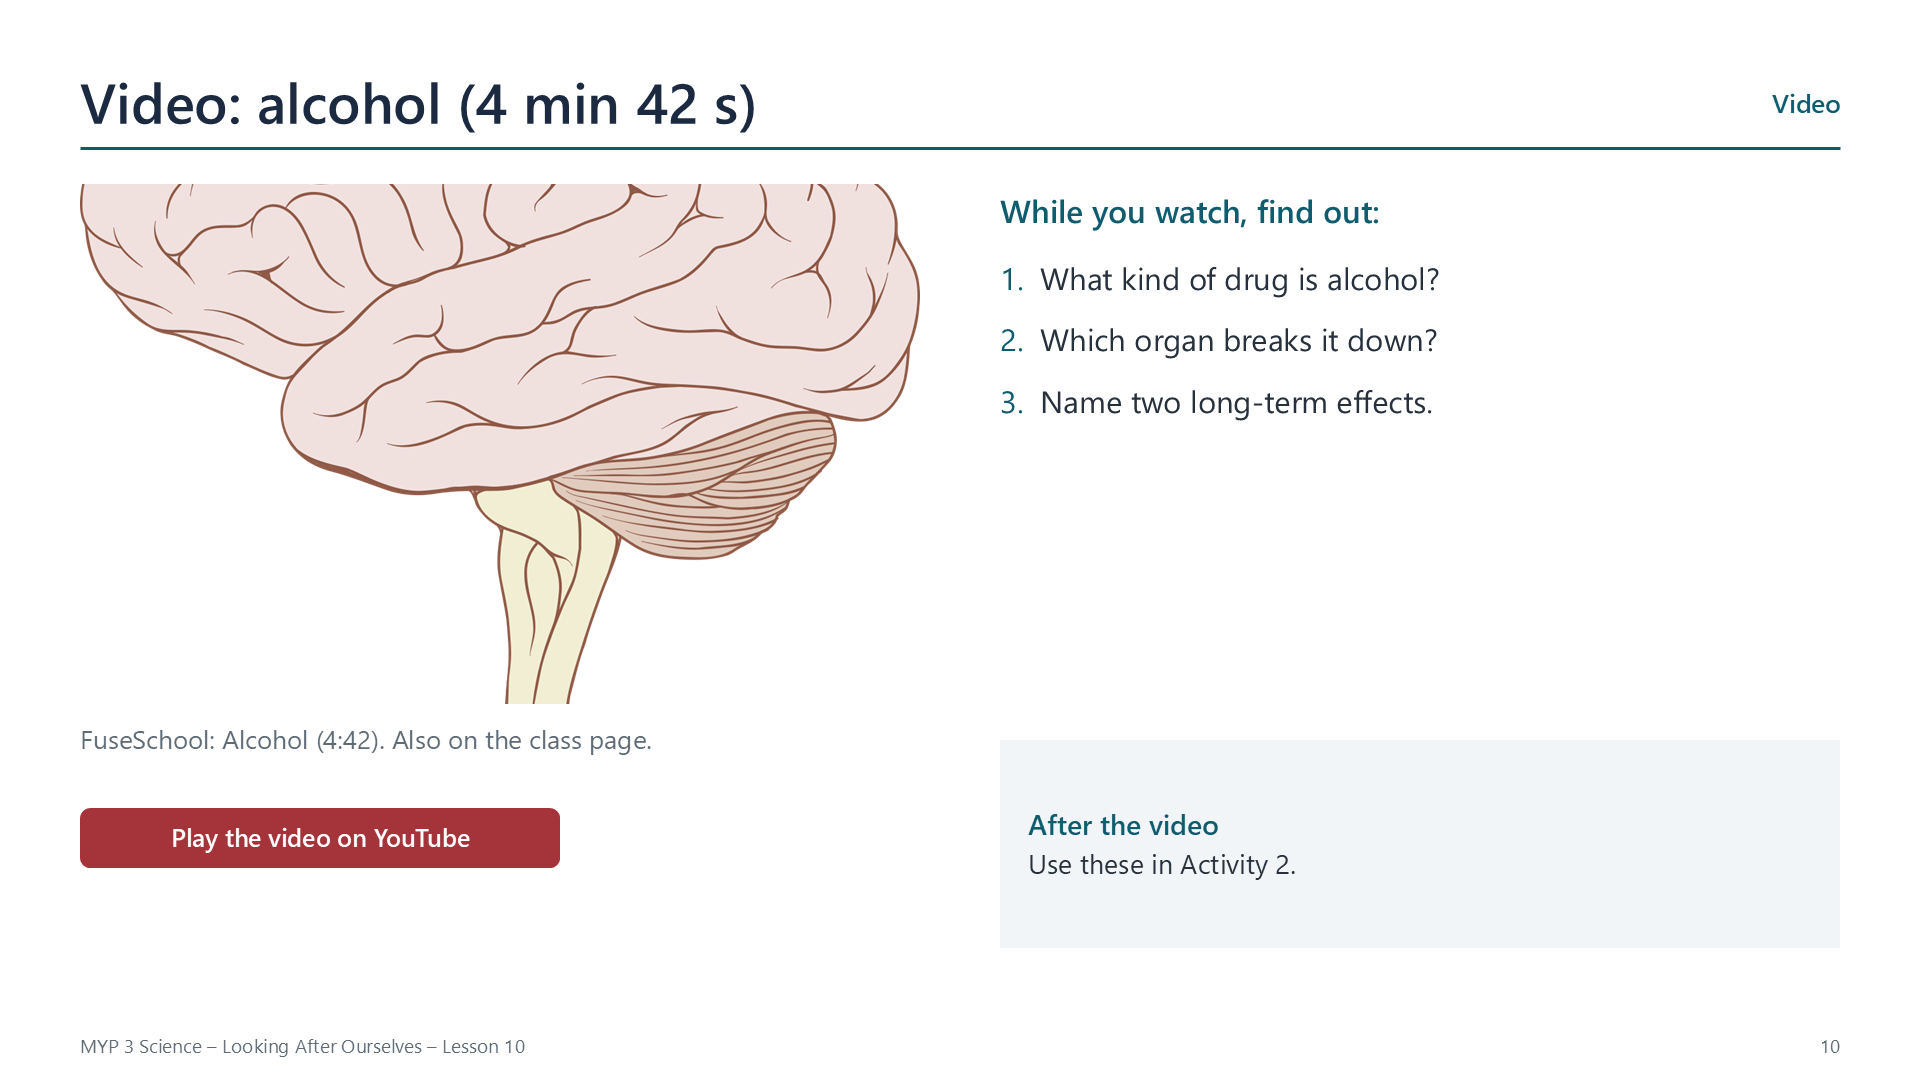 Video: alcohol (4 min 42 s)
Video
While you watch, find out:
1. What kind of drug is alcohol?
2. Which organ breaks it down?
3. Name two long-term effects.
FuseSchool: Alcohol (4:42). Also on the class page.
Play the video on YouTube
After the video
Use these in Activity 2.
MYP 3 Science – Looking After Ourselves – Lesson 10
10